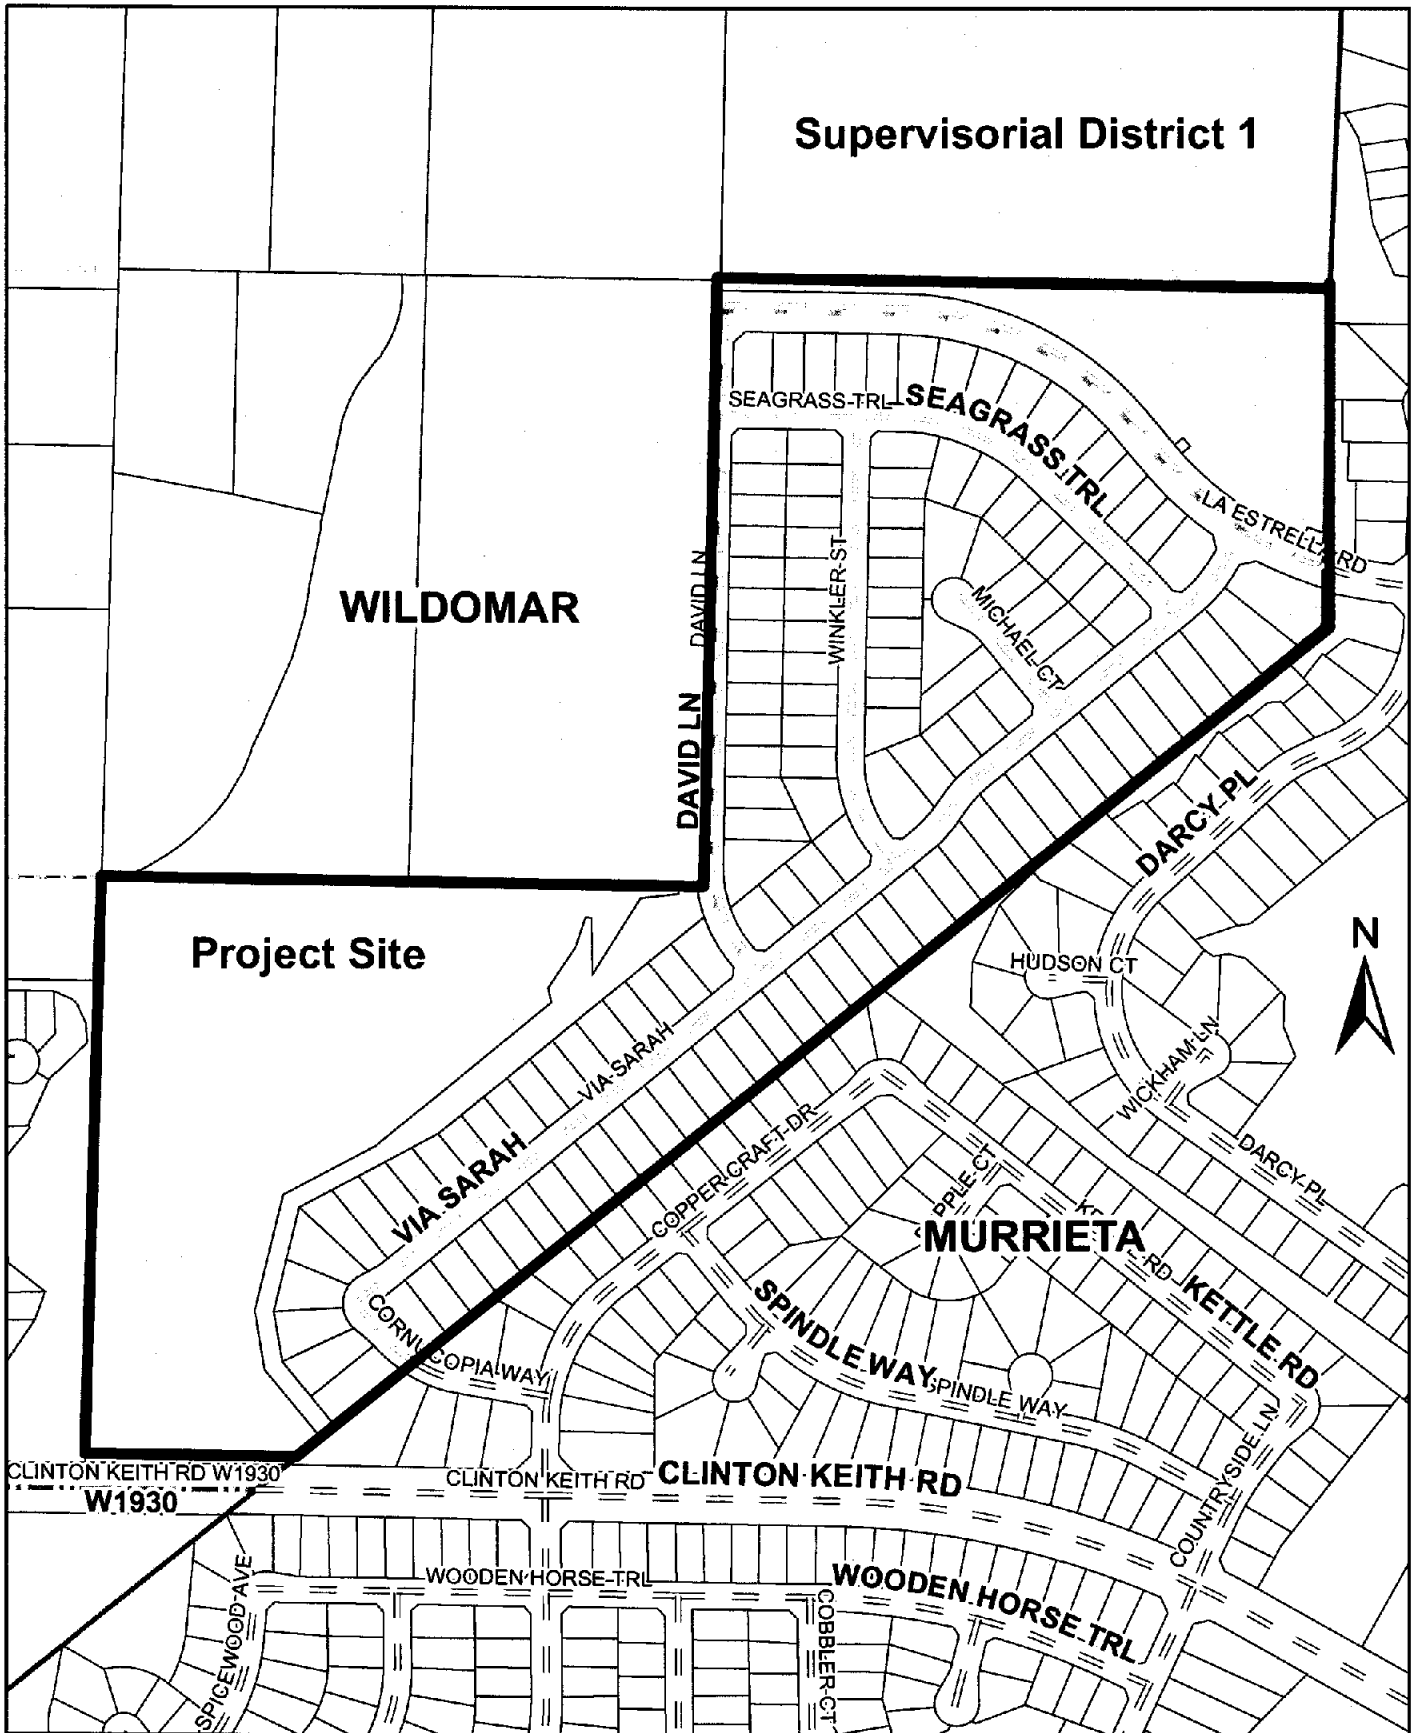 Supervisorial District 1
SEAGRASS TRL
SEAGRASS TRL
LA ESTRELLA RD
DAVID LN
WINKLER ST
MICHAEL CT
WILDOMAR
DAVID LN
DARCY PL
Project Site
N
HUDSON CT
VIA SARAH
WICKHAM LN
COPPER CRAFT DR
DARCY PL
VIA SARAH
MURRIETA
RD
KETTLE RD
SPINDLE WAY
CORNUCOPIA WAY
SPINDLE WAY
COUNTRYSIDE LN
CLINTON KEITH RD W1930
CLINTON KEITH RD
CLINTON KEITH RD
W1930
WOODEN HORSE TRL
WOODEN HORSE TRL
SPICEWOOD AVE
COBBLER CT